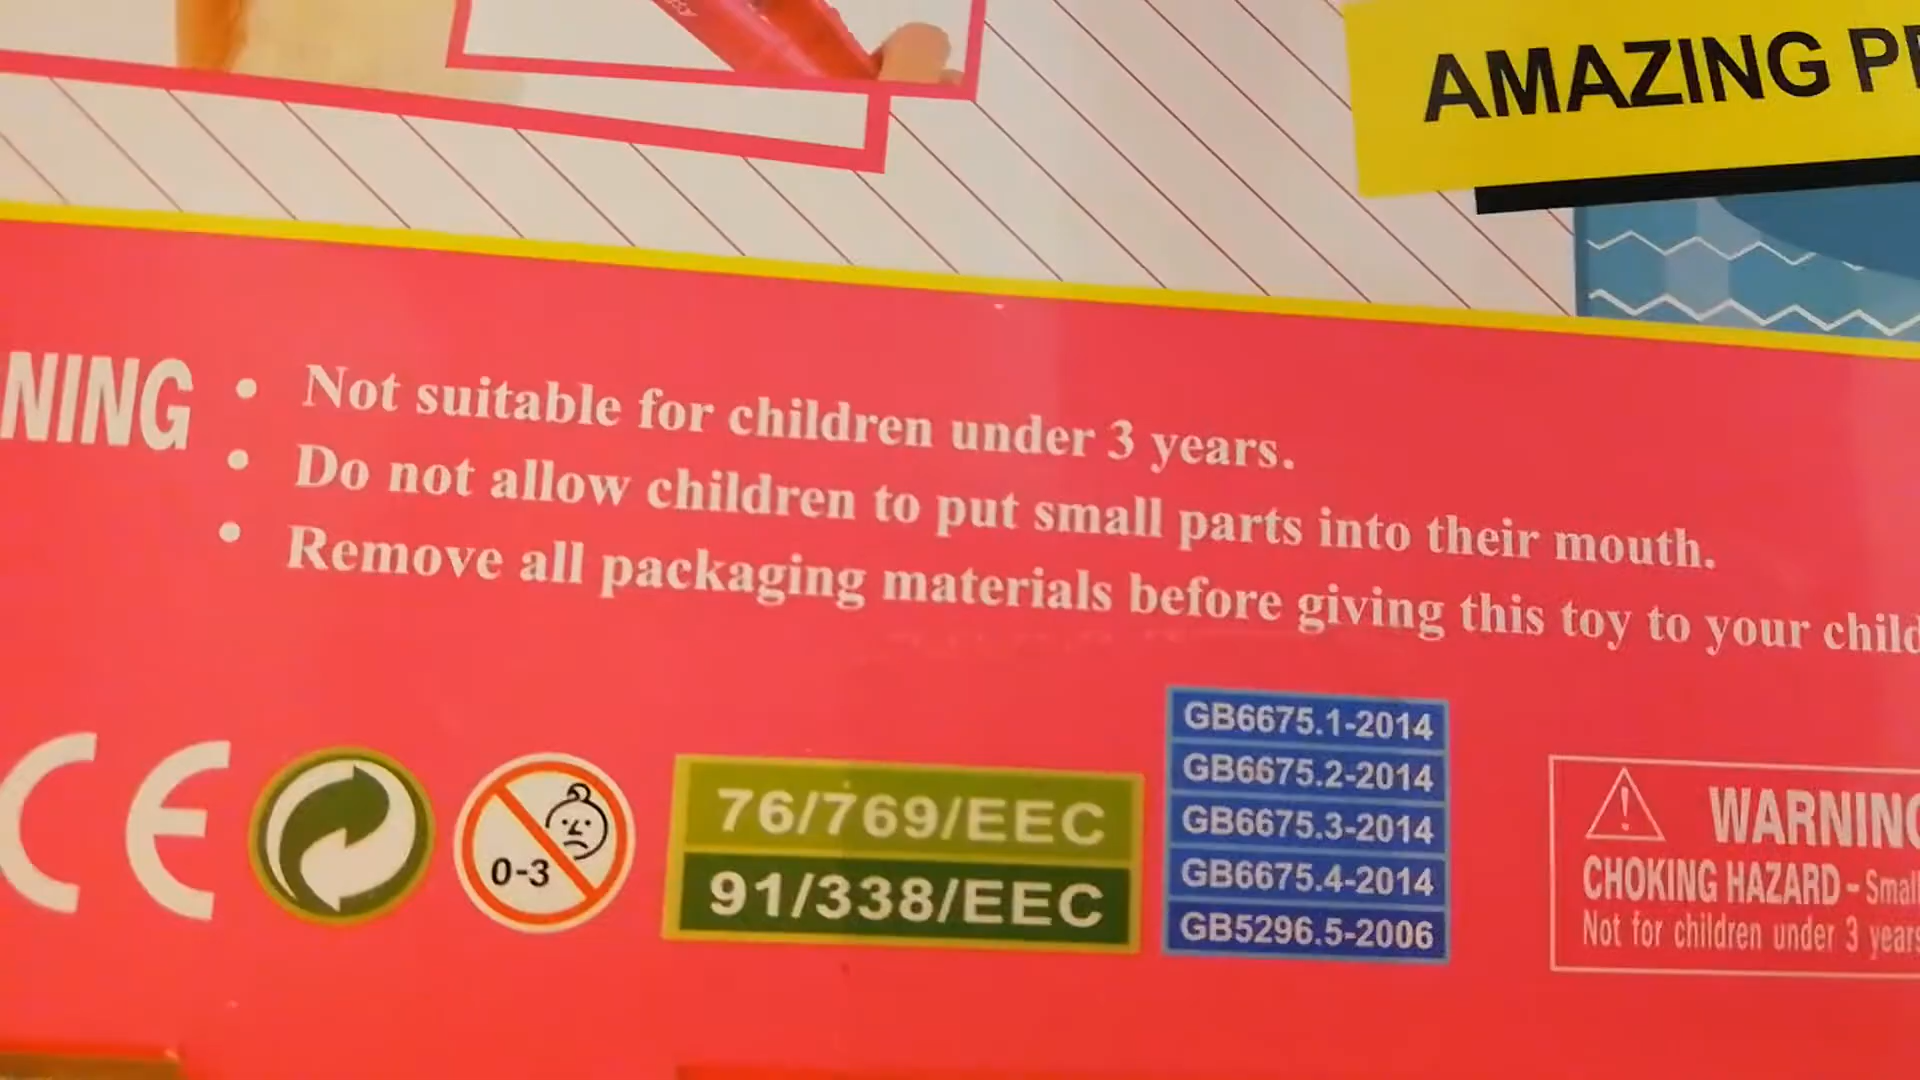 AMAZING
NING
• Not suitable for children under 3 years.
• Do not allow children to put small parts into their mouth.
• Remove all packaging materials before giving this toy to your child
CE
0-3
76/769/EEC
91/338/EEC
GB6675.1-2014
GB6675.2-2014
GB6675.3-2014
GB6675.4-2014
GB5296.5-2006
WARNING
CHOKING HAZARD - Small
Not for children under 3 years